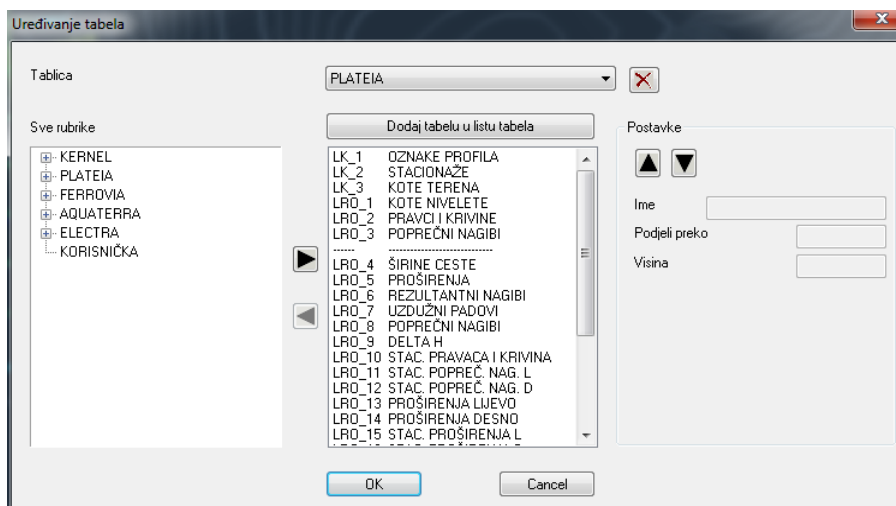 Uređivanje tabela
Tablica
PLATEIA
Sve rubrike
Dodaj tabelu u listu tabela
Postavke
KERNEL
PLATEIA
FERROVIA
AQUATERRA
ELECTRA
KORISNIČKA
LK_1 OZNAKE PROFILA
LK_2 STACIONAŽE
LK_3 KOTE TERENA
LRO_1 KOTE NIVELETE
LRO_2 PRAVCI I KRIVINE
LRO_3 POPREČNI NAGIBI
------ ----------------------------
LRO_4 ŠIRINE CESTE
LRO_5 PROŠIRENJA
LRO_6 REZULTANTNI NAGIBI
LRO_7 UZDUŽNI PADOVI
LRO_8 POPREČNI NAGIBI
LRO_9 DELTA H
LRO_10 STAC. PRAVACA I KRIVINA
LRO_11 STAC. POPREČ. NAG. L
LRO_12 STAC. POPREČ. NAG. D
LRO_13 PROŠIRENJA LIJEVO
LRO_14 PROŠIRENJA DESNO
LRO_15 STAC. PROŠIRENJA L
Ime
Podjeli preko
Visina
OK
Cancel